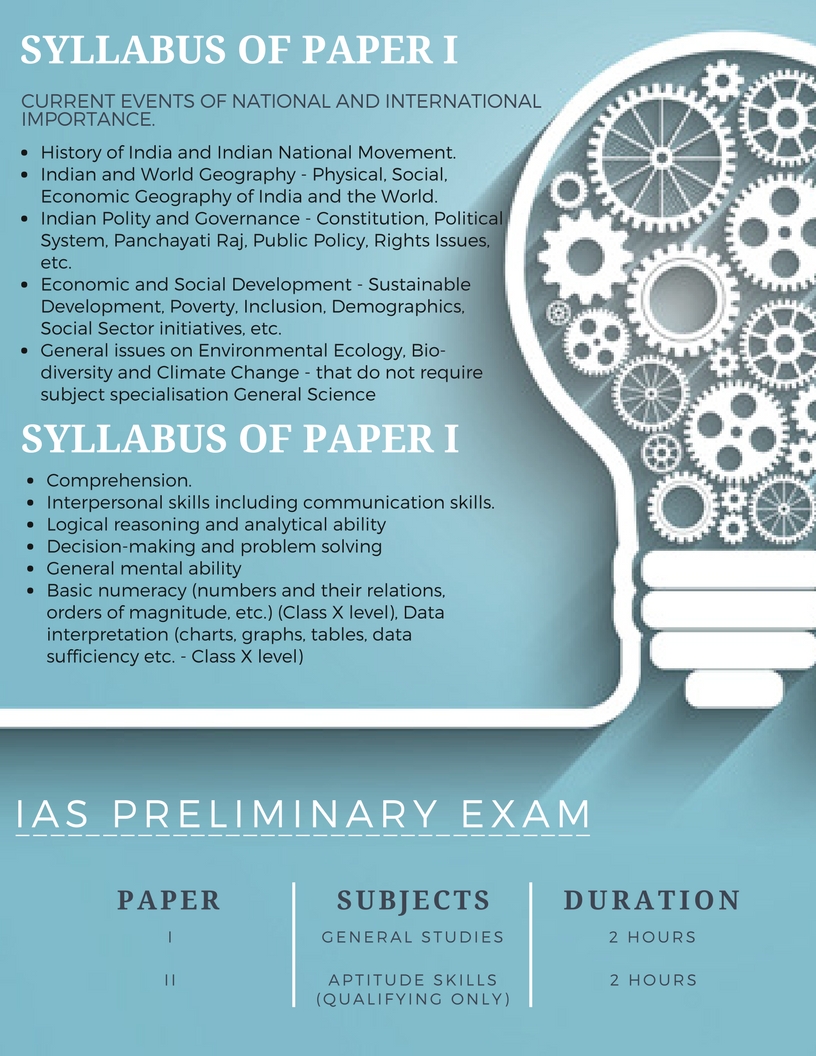 SYLLABUS OF PAPER I
CURRENT EVENTS OF NATIONAL AND INTERNATIONAL
IMPORTANCE.
• History of India and Indian National Movement.
• Indian and World Geography - Physical, Social,
Economic Geography of India and the World.
• Indian Polity and Governance - Constitution, Political
System, Panchayati Raj, Public Policy, Rights Issues,
etc.
• Economic and Social Development - Sustainable
Development, Poverty, Inclusion, Demographics,
Social Sector initiatives, etc.
• General issues on Environmental Ecology, Bio-
diversity and Climate Change - that do not require
subject specialisation General Science
SYLLABUS OF PAPER I
• Comprehension.
• Interpersonal skills including communication skills.
• Logical reasoning and analytical ability
• Decision-making and problem solving
• General mental ability
• Basic numeracy (numbers and their relations,
orders of magnitude, etc.) (Class X level), Data
interpretation (charts, graphs, tables, data
sufficiency etc. - Class X level)
IAS PRELIMINARY EXAM
PAPER SUBJECTS DURATION
I GENERAL STUDIES 2 HOURS
II APTITUDE SKILLS 2 HOURS
(QUALIFYING ONLY)